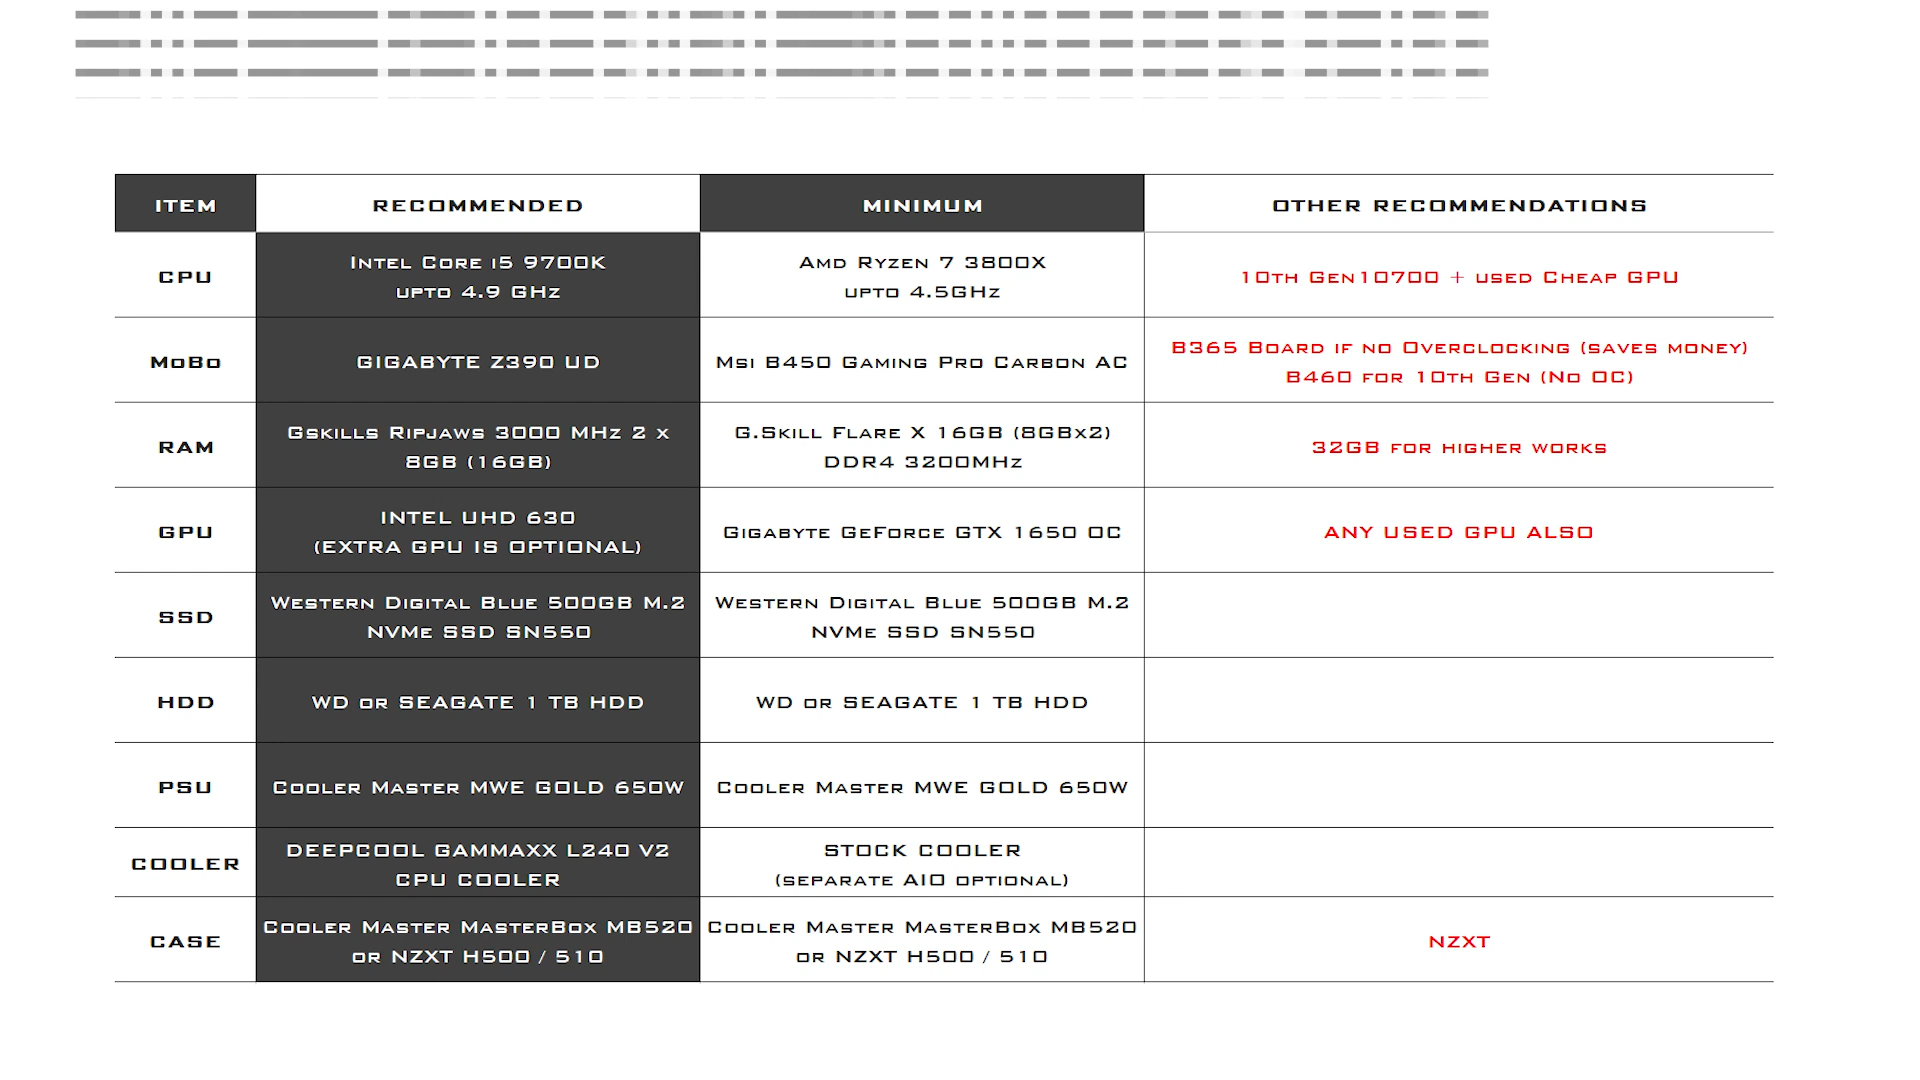 ITEM RECOMMENDED MINIMUM OTHER RECOMMENDATIONS
CPU
Intel Core i5 9700K
upto 4.9 GHz
Amd Ryzen 7 3800X
upto 4.5GHz
10th Gen10700 + used Cheap GPU
MoBo
GIGABYTE Z390 UD
Msi B450 Gaming Pro Carbon AC
B365 Board if no Overclocking (saves money)
B460 for 10th Gen (No OC)
RAM
Gskills Ripjaws 3000 MHz 2 x
8GB (16GB)
G.Skill Flare X 16GB (8GBx2)
DDR4 3200MHz
32GB for higher works
GPU
INTEL UHD 630
(EXTRA GPU IS OPTIONAL)
Gigabyte GeForce GTX 1650 OC
ANY USED GPU ALSO
SSD
Western Digital Blue 500GB M.2
NVMe SSD SN550
Western Digital Blue 500GB M.2
NVMe SSD SN550
HDD
WD or SEAGATE 1 TB HDD
WD or SEAGATE 1 TB HDD
PSU
Cooler Master MWE GOLD 650W
Cooler Master MWE GOLD 650W
COOLER
DEEPCOOL GAMMAXX L240 V2
CPU COOLER
STOCK COOLER
(separate AIO optional)
CASE
Cooler Master MasterBox MB520
or NZXT H500 / 510
Cooler Master MasterBox MB520
or NZXT H500 / 510
NZXT